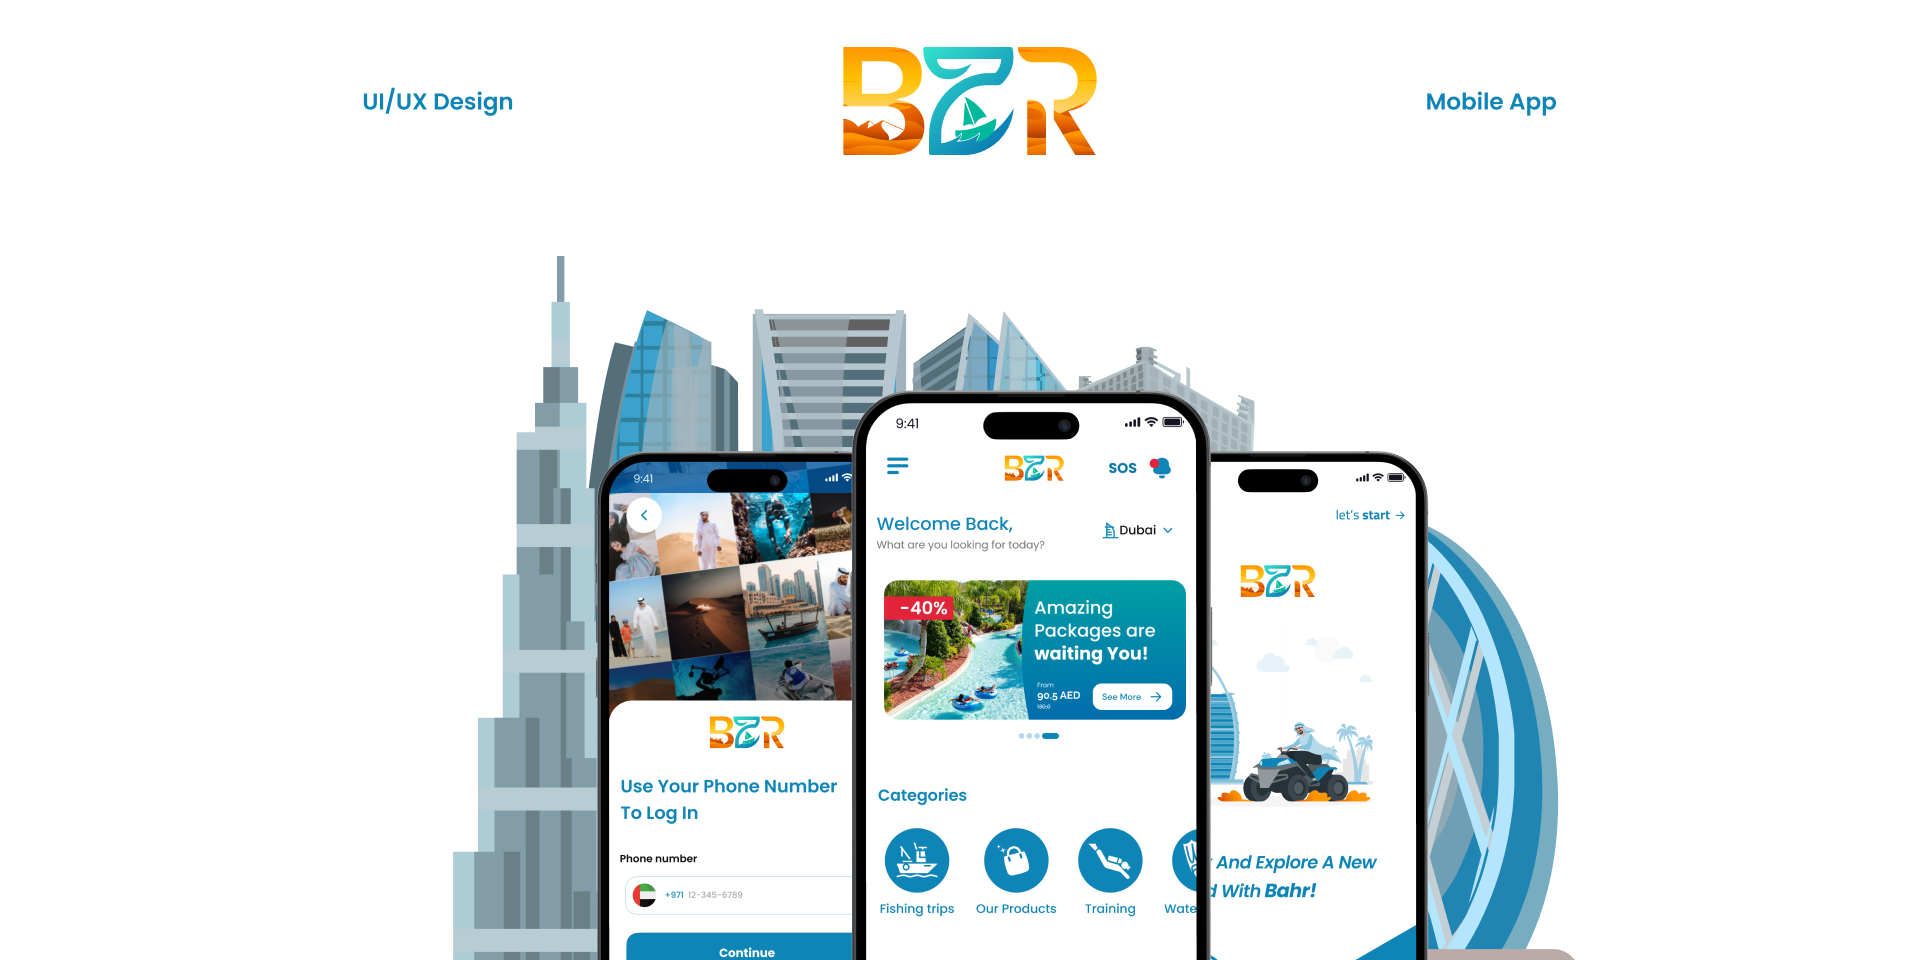 UI/UX Design
BZR
Mobile App
9:41
Use Your Phone Number
To Log In
Phone number
+971 12-345-6789
Continue
9:41
BZR
SOS
Welcome Back,
What are you looking for today?
Dubai
-40%
Amazing
Packages are
waiting You!
From
90.5 AED
See More
Categories
Fishing trips
Our Products
Training
Wate
let's start
BZR
And Explore A New
d With Bahr!